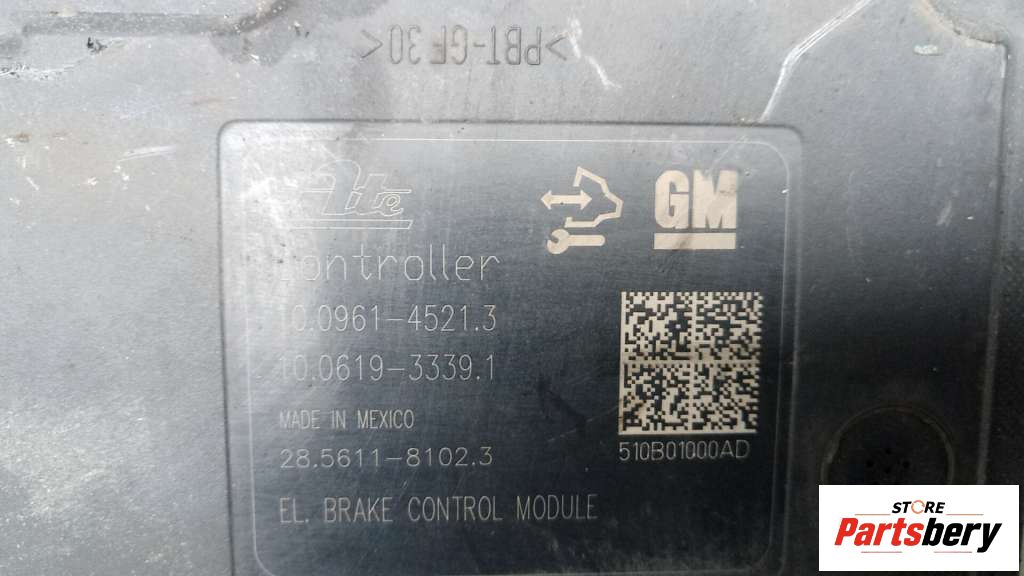 >PBT-GF30<
Ate
GM
Controller
10.0961-4521.3
10.0619-3339.1
MADE IN MEXICO
28.5611-8102.3
510B01000AD
EL. BRAKE CONTROL MODULE
STORE
Partsbery